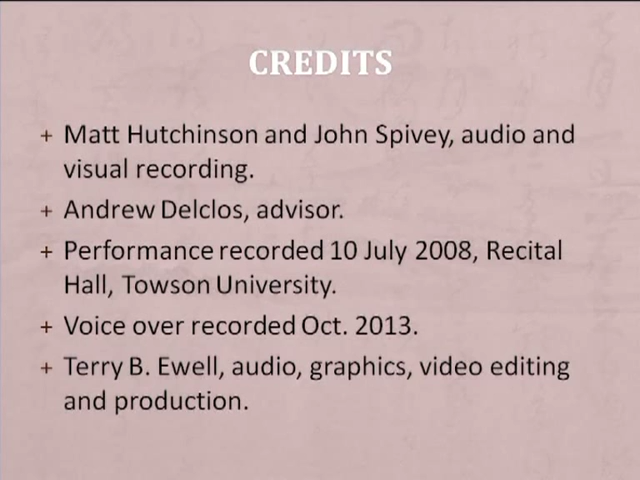 CREDITS
+ Matt Hutchinson and John Spivey, audio and
visual recording.
+ Andrew Delclos, advisor.
+ Performance recorded 10 July 2008, Recital
Hall, Towson University.
+ Voice over recorded Oct. 2013.
+ Terry B. Ewell, audio, graphics, video editing
and production.